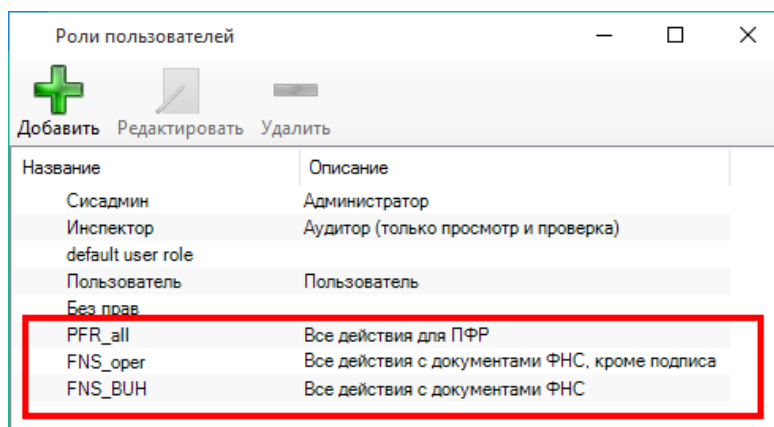 Роли пользователей
Добавить Редактировать Удалить
Название Описание
Сисадмин Администратор
Инспектор Аудитор (только просмотр и проверка)
default user role
Пользователь Пользователь
Без прав
PFR_all Все действия для ПФР
FNS_oper Все действия с документами ФНС, кроме подписа
FNS_BUH Все действия с документами ФНС